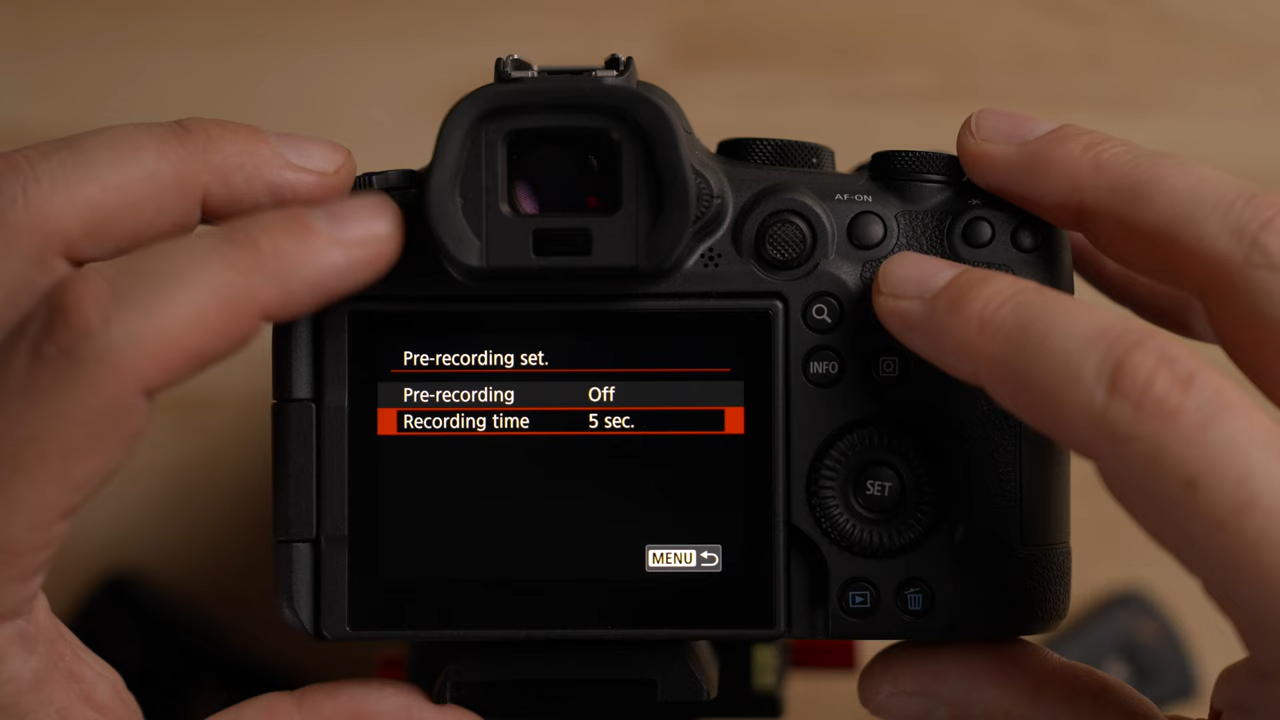 AF-ON
INFO
Pre-recording set.
Pre-recording Off
Recording time 5 sec.
SET
MENU